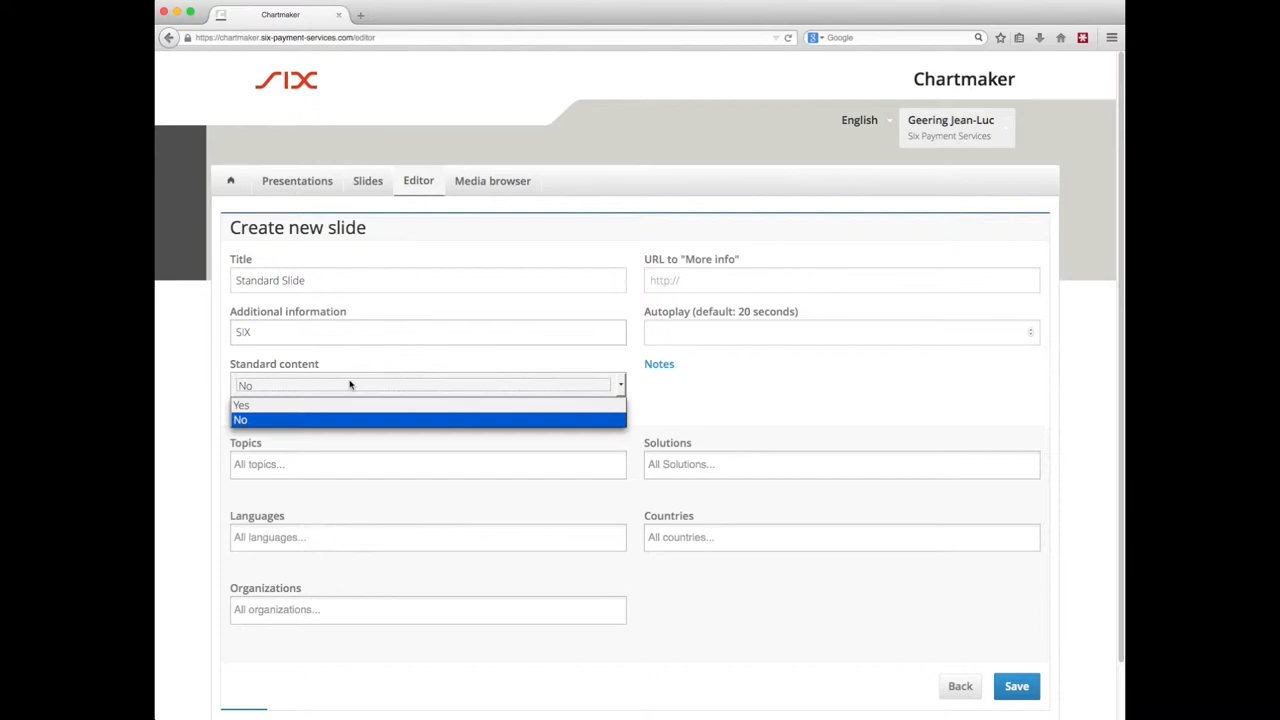 Chartmaker
https://chartmaker.six-payment-services.com/editor
Google
SIX
Chartmaker
English
Geering Jean-Luc
Six Payment Services
Presentations
Slides
Editor
Media browser
Create new slide
Title
URL to "More info"
Standard Slide
http://
Additional information
Autoplay (default: 20 seconds)
SIX
Standard content
Notes
No
Yes
No
Topics
Solutions
All topics...
All Solutions...
Languages
Countries
All languages...
All countries...
Organizations
All organizations...
Back
Save